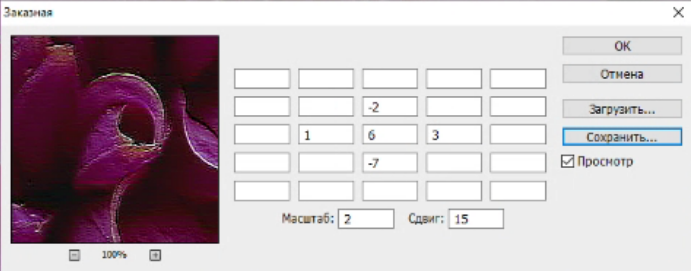 Заказная
OK
Отмена
-2
Загрузить...
1 6 3
Сохранить...
-7
Просмотр
Масштаб: 2 Сдвиг: 15
100%